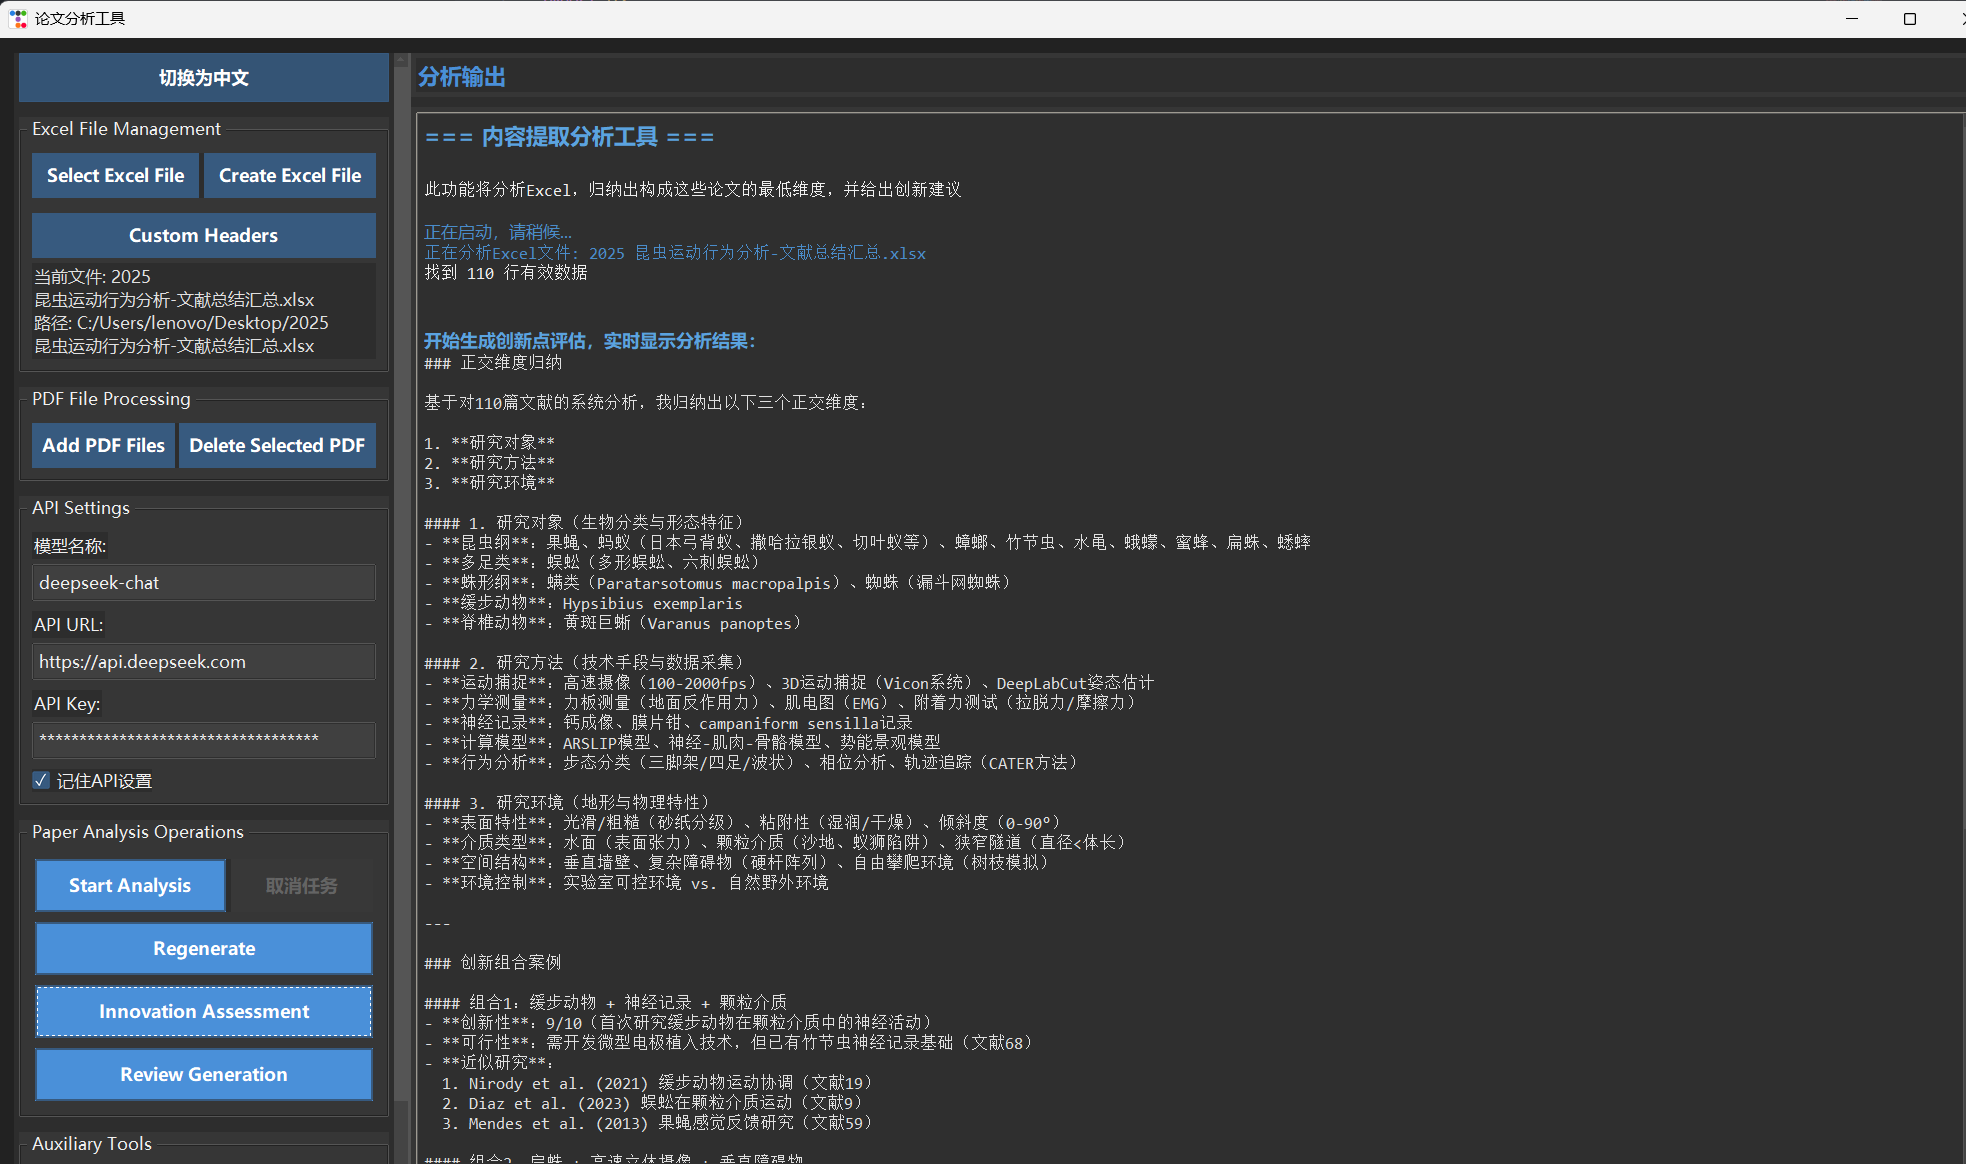 论文分析工具
切换为中文
Excel File Management
Select Excel File
Create Excel File
Custom Headers
当前文件: 2025
昆虫运动行为分析-文献总结汇总.xlsx
路径: C:/Users/lenovo/Desktop/2025
昆虫运动行为分析-文献总结汇总.xlsx
PDF File Processing
Add PDF Files
Delete Selected PDF
API Settings
模型名称:
deepseek-chat
API URL:
https://api.deepseek.com
API Key:
***********************************
记住API设置
Paper Analysis Operations
Start Analysis
取消任务
Regenerate
Innovation Assessment
Review Generation
Auxiliary Tools
分析输出
=== 内容提取分析工具 ===
此功能将分析Excel，归纳出构成这些论文的最低维度，并给出创新建议
正在启动，请稍候...
正在分析Excel文件: 2025 昆虫运动行为分析-文献总结汇总.xlsx
找到 110 行有效数据
开始生成创新点评估，实时显示分析结果：
### 正交维度归纳
基于对110篇文献的系统分析，我归纳出以下三个正交维度：
1. **研究对象**
2. **研究方法**
3. **研究环境**
#### 1. 研究对象（生物分类与形态特征）
- **昆虫纲**：果蝇、蚂蚁（日本弓背蚁、撒哈拉银蚁、切叶蚁等）、蟑螂、竹节虫、水黾、蛾蠓、蜜蜂、扁蛛、蟋蟀
- **多足类**：蜈蚣（多形蜈蚣、六刺蜈蚣）
- **蛛形纲**：螨类（Paratarsotomus macropalpis）、蜘蛛（漏斗网蜘蛛）
- **缓步动物**：Hypsibius exemplaris
- **脊椎动物**：黄斑巨蜥（Varanus panoptes）
#### 2. 研究方法（技术手段与数据采集）
- **运动捕捉**：高速摄像（100-2000fps）、3D运动捕捉（Vicon系统）、DeepLabCut姿态估计
- **力学测量**：力板测量（地面反作用力）、肌电图（EMG）、附着力测试（拉脱力/摩擦力）
- **神经记录**：钙成像、膜片钳、campaniform sensilla记录
- **计算模型**：ARSLIP模型、神经-肌肉-骨骼模型、势能景观模型
- **行为分析**：步态分类（三脚架/四足/波状）、相位分析、轨迹追踪（CATER方法）
#### 3. 研究环境（地形与物理特性）
- **表面特性**：光滑/粗糙（砂纸分级）、粘附性（湿润/干燥）、倾斜度（0-90°）
- **介质类型**：水面（表面张力）、颗粒介质（沙地、蚁狮陷阱）、狭窄隧道（直径<体长）
- **空间结构**：垂直墙壁、复杂障碍物（硬杆阵列）、自由攀爬环境（树枝模拟）
- **环境控制**：实验室可控环境 vs. 自然野外环境
---
### 创新组合案例
#### 组合1：缓步动物 + 神经记录 + 颗粒介质
- **创新性**：9/10（首次研究缓步动物在颗粒介质中的神经活动）
- **可行性**：需开发微型电极植入技术，但已有竹节虫神经记录基础（文献68）
- **近似研究**：
1. Nirody et al. (2021) 缓步动物运动协调（文献19）
2. Diaz et al. (2023) 蜈蚣在颗粒介质运动（文献9）
3. Mendes et al. (2013) 果蝇感觉反馈研究（文献59）
#### 组合2：扁蛛 + 高速立体摄像 + 垂直障碍物